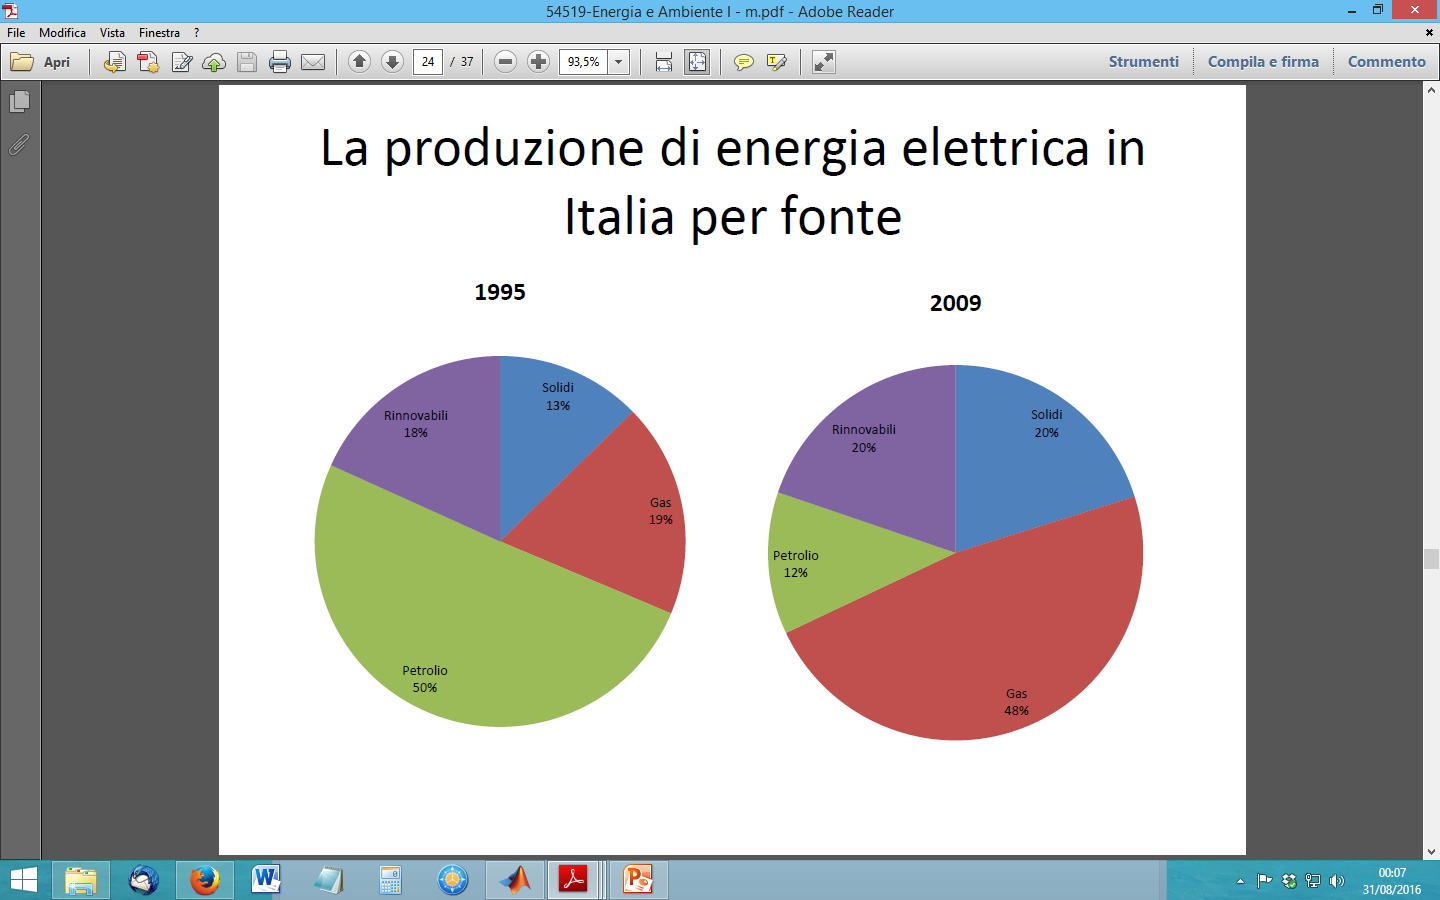 54519-Energia e Ambiente I - m.pdf - Adobe Reader
File Modifica Vista Finestra ?
Apri 24 / 37 93,5% Strumenti Compila e firma Commento
La produzione di energia elettrica in
Italia per fonte
1995
Solidi
13%
Rinnovabili
18%
Gas
19%
Petrolio
50%
2009
Solidi
20%
Rinnovabili
20%
Petrolio
12%
Gas
48%
00:07
31/08/2016